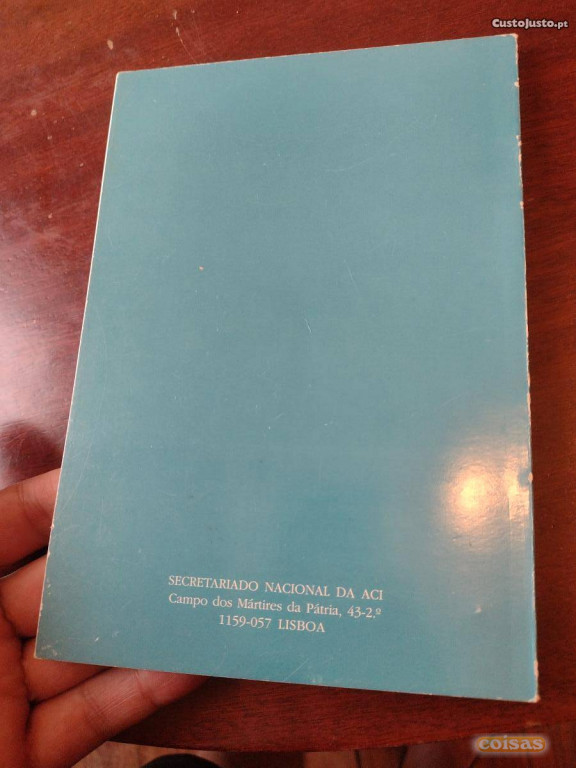 CustoJusto.pt
SECRETARIADO NACIONAL DA ACI
Campo dos Mártires da Pátria, 43-2.º
1159-057 LISBOA
coisas